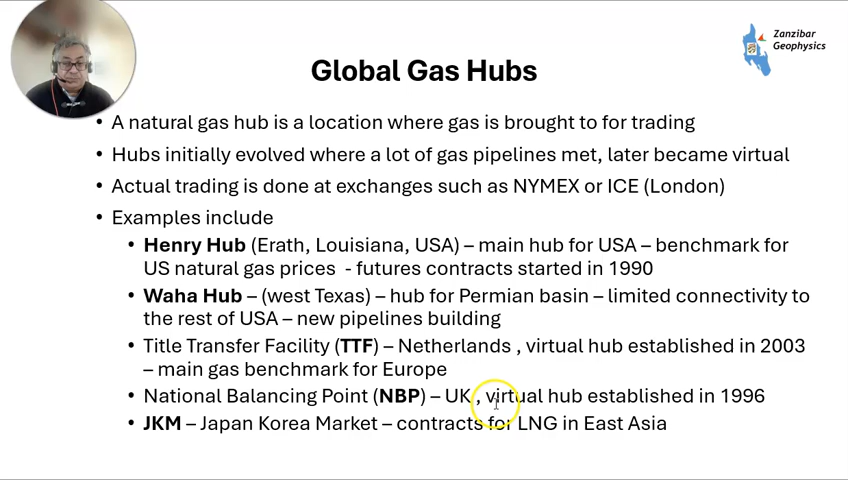 Zanzibar
Geophysics
Global Gas Hubs
• A natural gas hub is a location where gas is brought to for trading
• Hubs initially evolved where a lot of gas pipelines met, later became virtual
• Actual trading is done at exchanges such as NYMEX or ICE (London)
• Examples include
• Henry Hub (Erath, Louisiana, USA) – main hub for USA – benchmark for
US natural gas prices - futures contracts started in 1990
• Waha Hub – (west Texas) – hub for Permian basin – limited connectivity to
the rest of USA – new pipelines building
• Title Transfer Facility (TTF) – Netherlands , virtual hub established in 2003
– main gas benchmark for Europe
• National Balancing Point (NBP) – UK , virtual hub established in 1996
• JKM – Japan Korea Market – contracts for LNG in East Asia